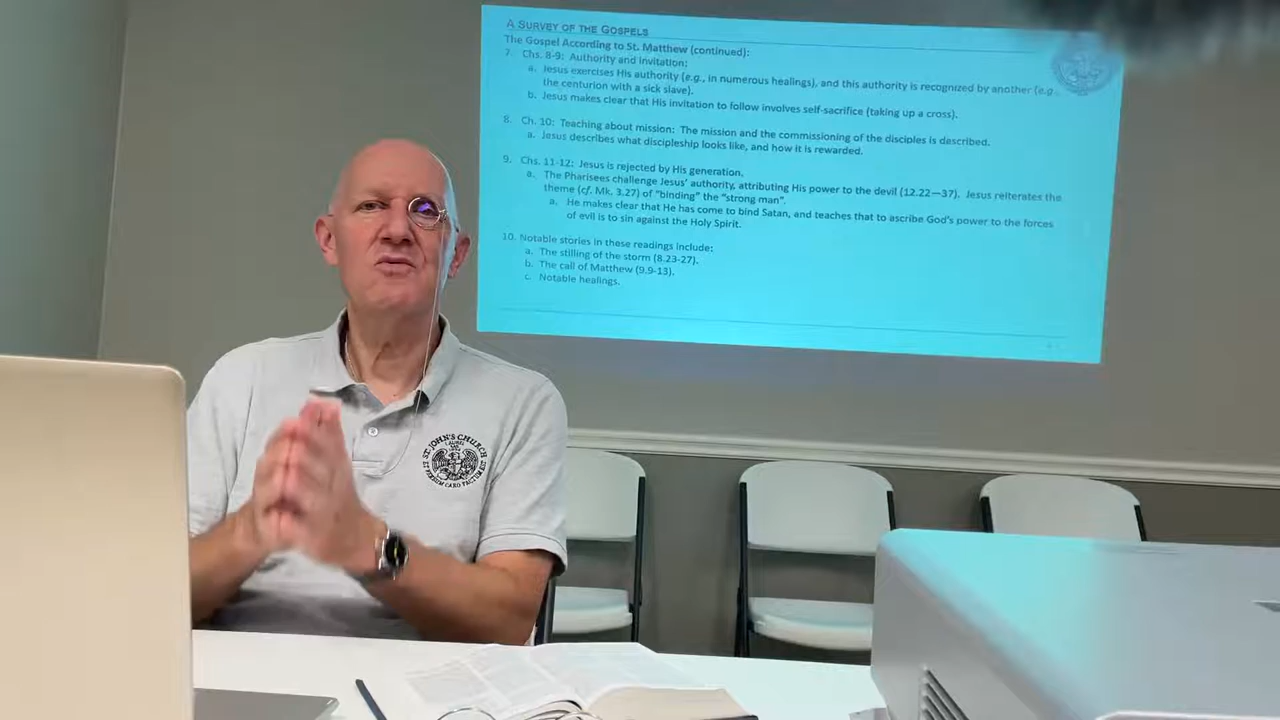 A SURVEY OF THE GOSPELS
The Gospel According to St. Matthew (continued):
7. Chs. 8-9: Authority and invitation:
a. Jesus exercises His authority (e.g., in numerous healings), and this authority is recognized by another (e.g.,
the centurion with a sick slave).
b. Jesus makes clear that His invitation to follow involves self-sacrifice (taking up a cross).
8. Ch. 10: Teaching about mission: The mission and the commissioning of the disciples is described.
a. Jesus describes what discipleship looks like, and how it is rewarded.
9. Chs. 11-12: Jesus is rejected by His generation.
a. The Pharisees challenge Jesus' authority, attributing His power to the devil (12.22—37). Jesus reiterates the
theme (cf. Mk. 3.27) of "binding" the "strong man".
a. He makes clear that He has come to bind Satan, and teaches that to ascribe God's power to the forces
of evil is to sin against the Holy Spirit.
10. Notable stories in these readings include:
a. The stilling of the storm (8.23-27).
b. The call of Matthew (9.9-13).
c. Notable healings.
ST. JOHN'S CHURCH
LAUREL
ET VERBUM CARO FACTUM EST